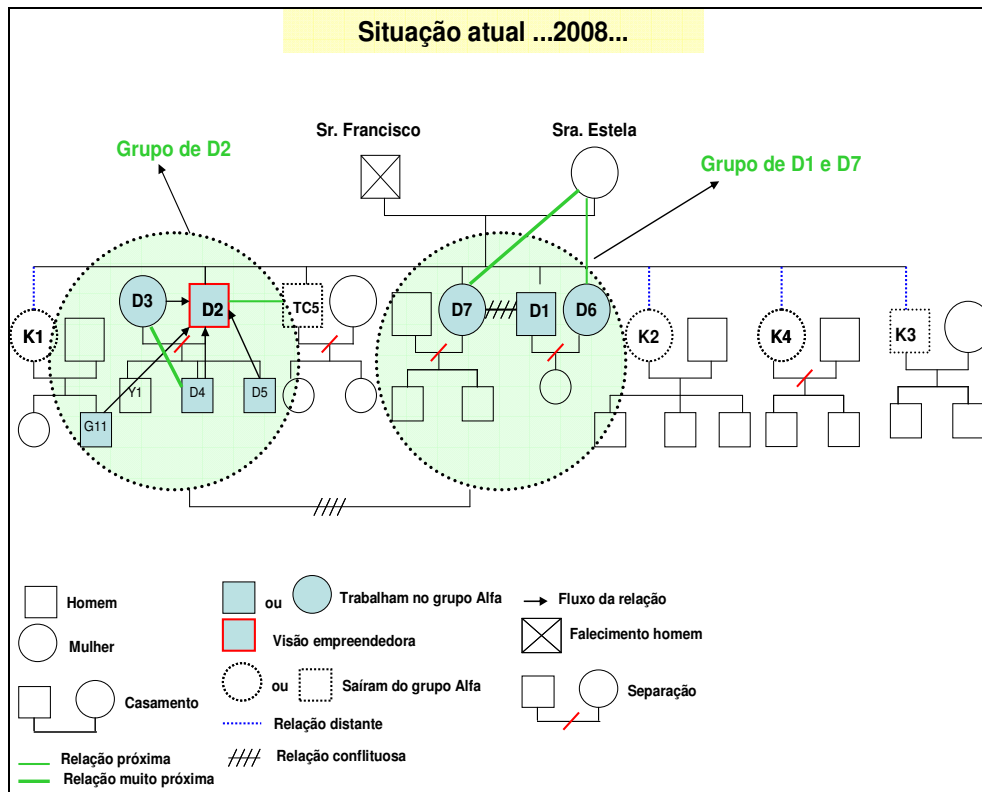 Situação atual ...2008...
Sr. Francisco
Sra. Estela
Grupo de D2
Grupo de D1 e D7
K1
D3
D2
TC5
D7
D1
D6
K2
K4
K3
Y1
D4
D5
G11
Homem
Mulher
Casamento
Relação próxima
Relação muito próxima
ou
Trabalham no grupo Alfa
Visão empreendedora
ou
Saíram do grupo Alfa
Relação distante
Relação conflituosa
Fluxo da relação
Falecimento homem
Separação